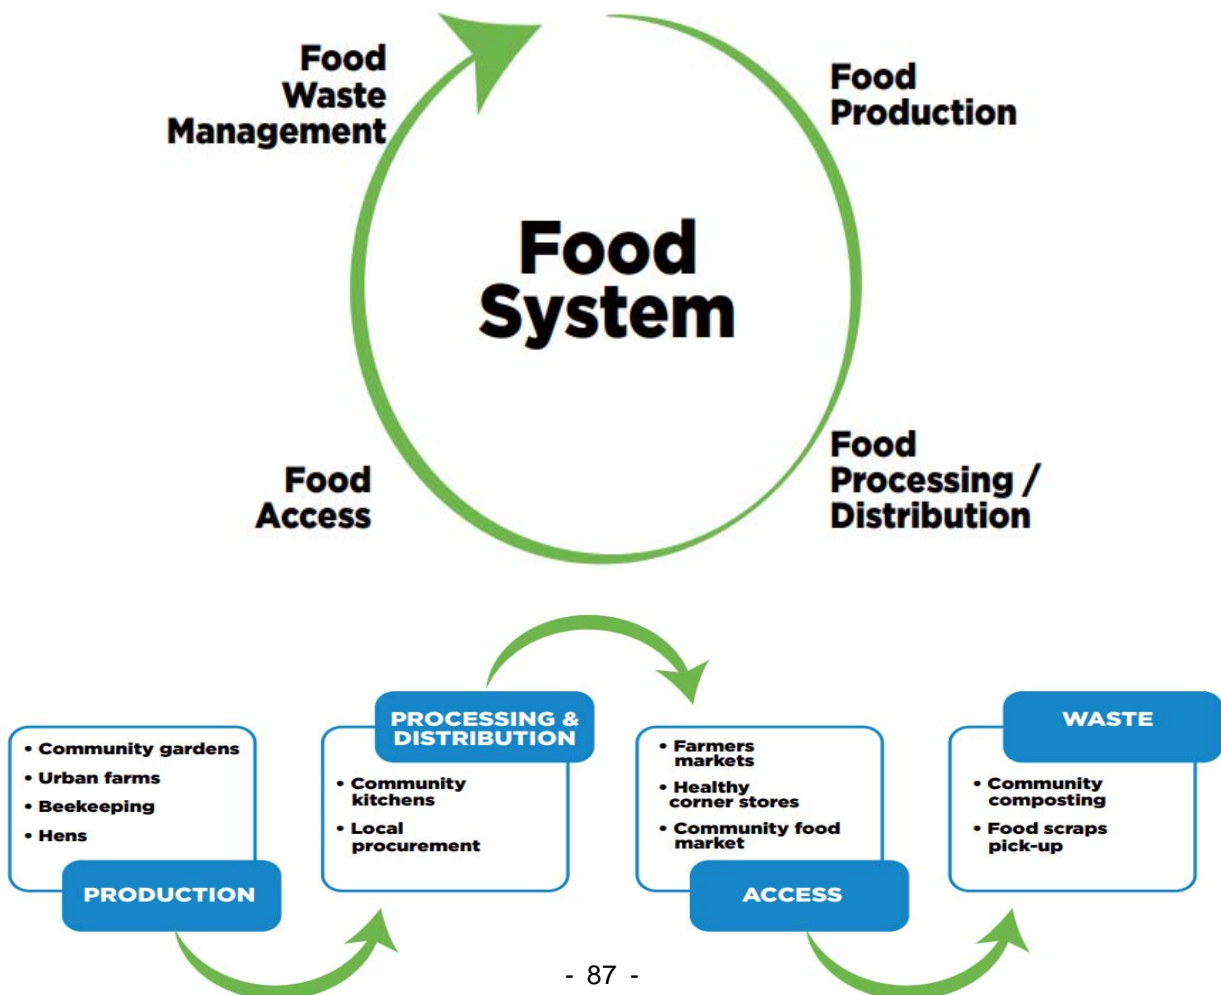 Food
Waste
Management
Food
Production
Food
System
Food
Access
Food
Processing /
Distribution
• Community gardens
• Urban farms
• Beekeeping
• Hens
PRODUCTION
PROCESSING &
DISTRIBUTION
• Community
kitchens
• Local
procurement
• Farmers
markets
• Healthy
corner stores
• Community food
market
ACCESS
WASTE
• Community
composting
• Food scraps
pick-up
- 87 -